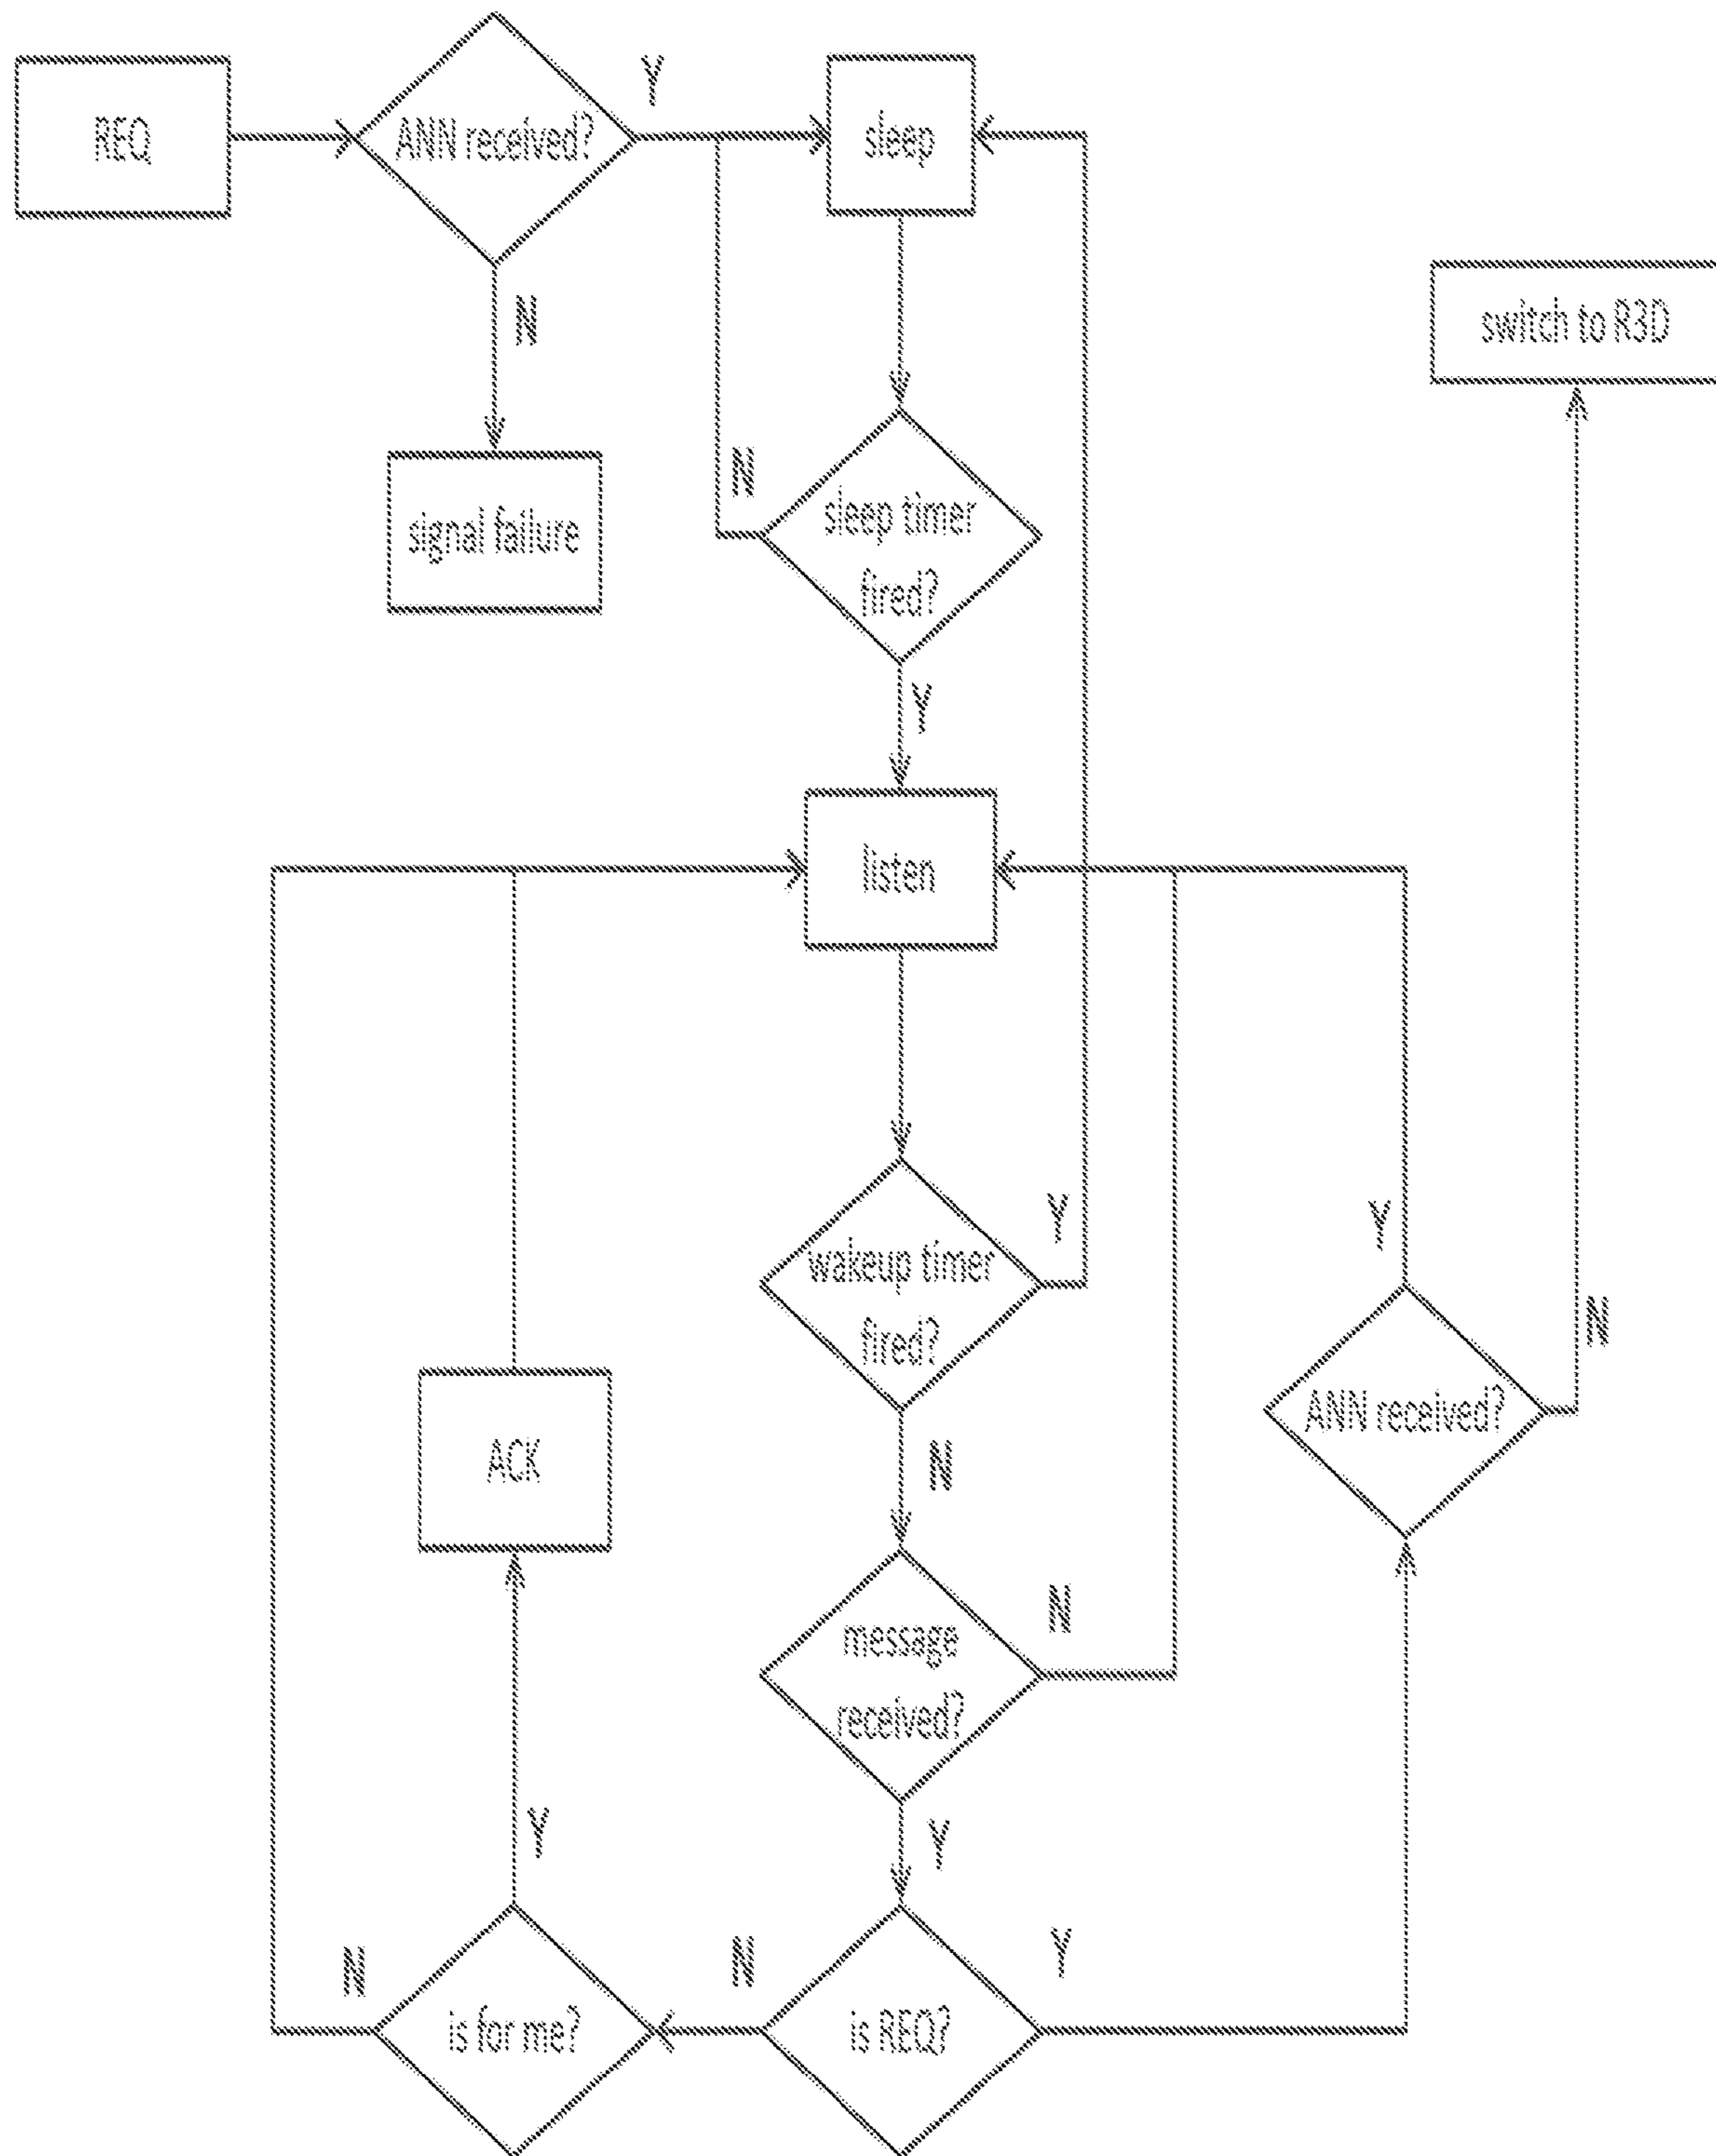 REQ
ANN received?
Y
sleep
N
switch to R3D
signal failure
N
sleep timer
fired?
Y
listen
wakeup timer
fired?
Y
Y
N
ANN received?
ACK
N
message
received?
N
Y
Y
is for me?
N
N
is REQ?
Y